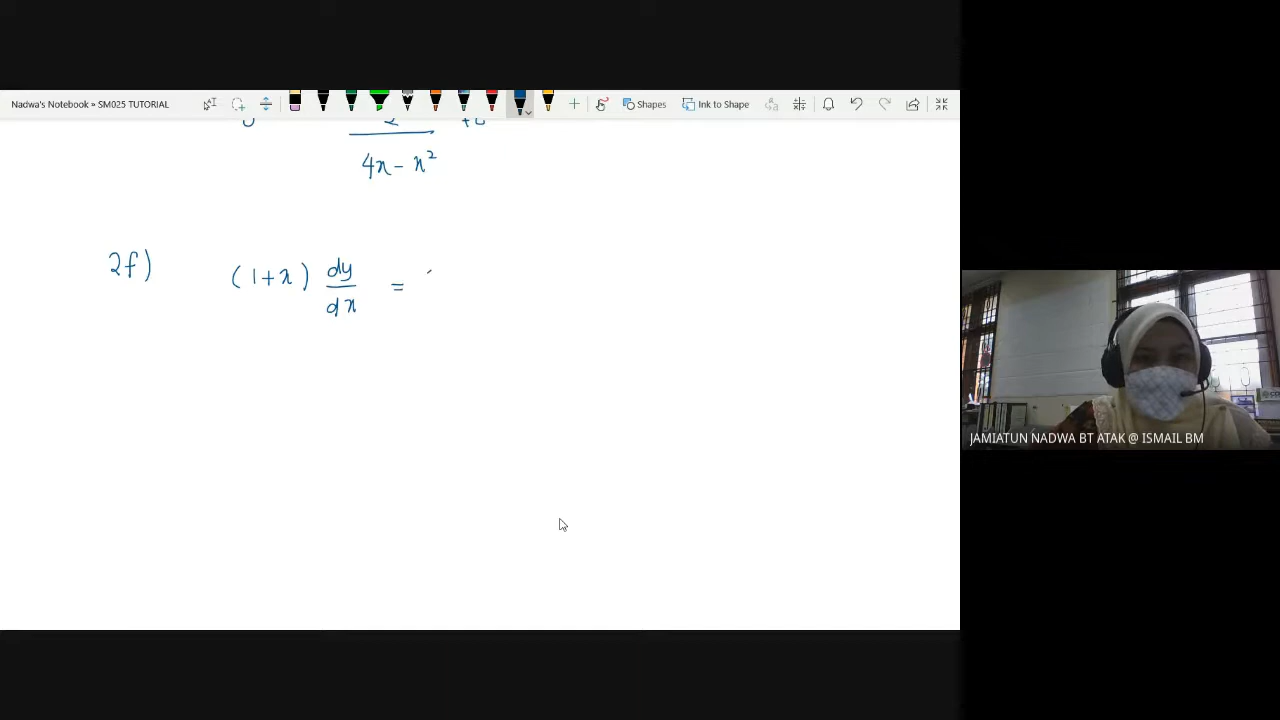 Nadwa's Notebook » SM025 TUTORIAL
Shapes
Ink to Shape
4x - x²
2f) (1+x) dy/dx =
JAMIATUN NADWA BT ATAK @ ISMAIL BM